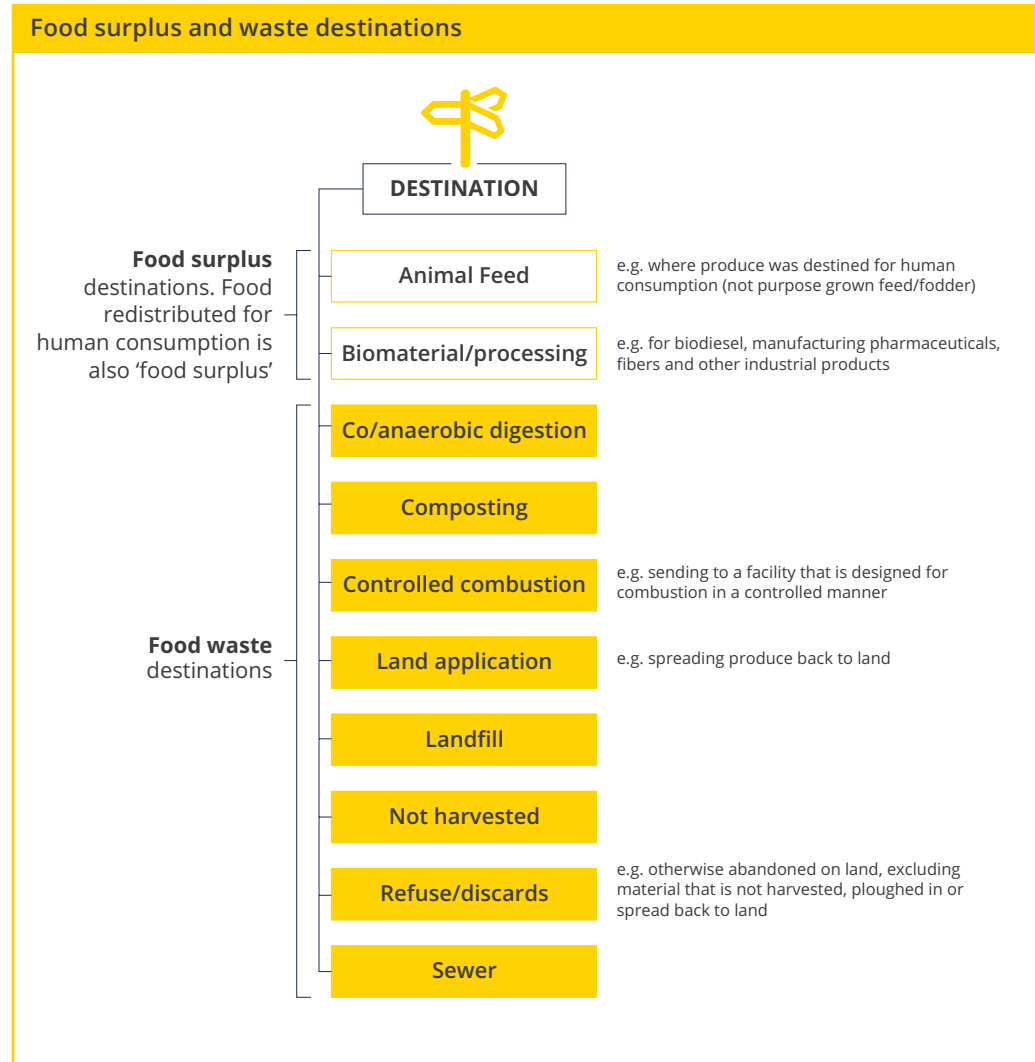 Food surplus and waste destinations
DESTINATION
Food surplus
destinations. Food
redistributed for
human consumption is
also ‘food surplus’
Animal Feed
e.g. where produce was destined for human
consumption (not purpose grown feed/fodder)
Biomaterial/processing
e.g. for biodiesel, manufacturing pharmaceuticals,
fibers and other industrial products
Food waste
destinations
Co/anaerobic digestion
Composting
Controlled combustion
e.g. sending to a facility that is designed for
combustion in a controlled manner
Land application
e.g. spreading produce back to land
Landfill
Not harvested
Refuse/discards
e.g. otherwise abandoned on land, excluding
material that is not harvested, ploughed in or
spread back to land
Sewer